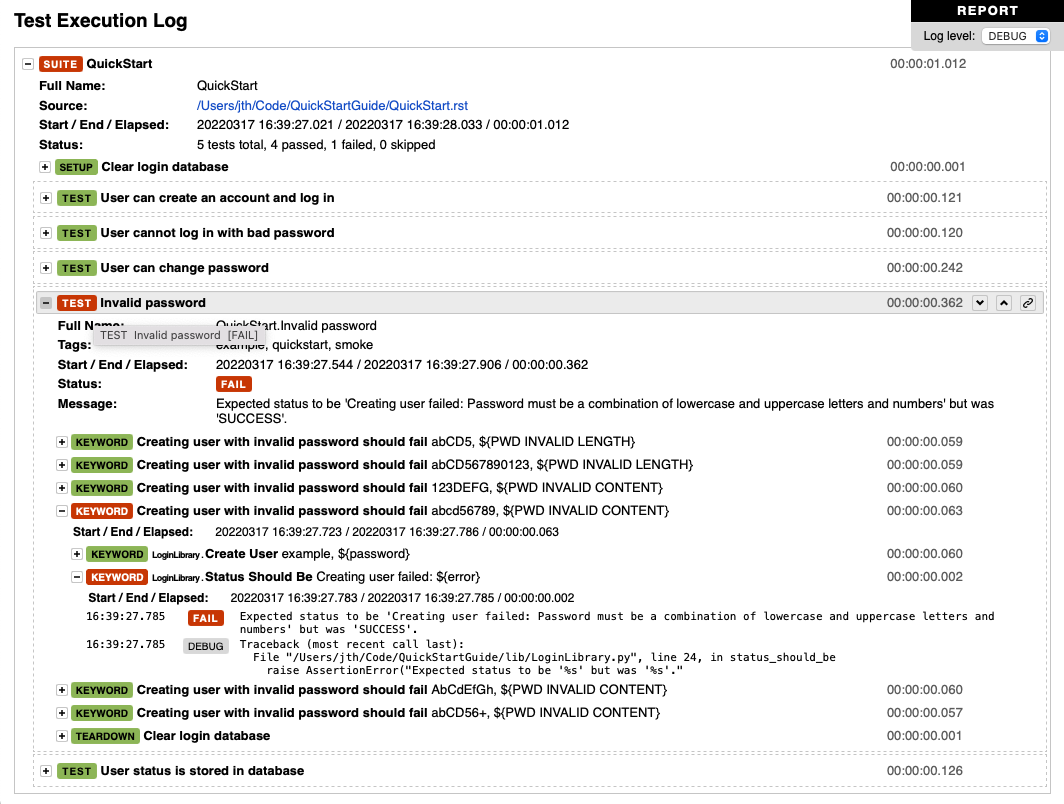 Test Execution Log
REPORT
Log level: DEBUG
SUITE QuickStart 00:00:01.012
Full Name: QuickStart
Source: /Users/jth/Code/QuickStartGuide/QuickStart.rst
Start / End / Elapsed: 20220317 16:39:27.021 / 20220317 16:39:28.033 / 00:00:01.012
Status: 5 tests total, 4 passed, 1 failed, 0 skipped
+ SETUP Clear login database 00:00:00.001
+ TEST User can create an account and log in 00:00:00.121
+ TEST User cannot log in with bad password 00:00:00.120
+ TEST User can change password 00:00:00.242
− TEST Invalid password 00:00:00.362
Full Name: QuickStart.Invalid password
TEST Invalid password [FAIL]
Tags: example, quickstart, smoke
Start / End / Elapsed: 20220317 16:39:27.544 / 20220317 16:39:27.906 / 00:00:00.362
Status: FAIL
Message: Expected status to be 'Creating user failed: Password must be a combination of lowercase and uppercase letters and numbers' but was
'SUCCESS'.
+ KEYWORD Creating user with invalid password should fail abCD5, ${PWD INVALID LENGTH} 00:00:00.059
+ KEYWORD Creating user with invalid password should fail abCD567890123, ${PWD INVALID LENGTH} 00:00:00.059
+ KEYWORD Creating user with invalid password should fail 123DEFG, ${PWD INVALID CONTENT} 00:00:00.060
− KEYWORD Creating user with invalid password should fail abcd56789, ${PWD INVALID CONTENT} 00:00:00.063
Start / End / Elapsed: 20220317 16:39:27.723 / 20220317 16:39:27.786 / 00:00:00.063
+ KEYWORD LoginLibrary.Create User example, ${password} 00:00:00.060
− KEYWORD LoginLibrary.Status Should Be Creating user failed: ${error} 00:00:00.002
Start / End / Elapsed: 20220317 16:39:27.783 / 20220317 16:39:27.785 / 00:00:00.002
16:39:27.785 FAIL Expected status to be 'Creating user failed: Password must be a combination of lowercase and uppercase letters and
numbers' but was 'SUCCESS'.
16:39:27.785 DEBUG Traceback (most recent call last):
File "/Users/jth/Code/QuickStartGuide/lib/LoginLibrary.py", line 24, in status_should_be
raise AssertionError("Expected status to be '%s' but was '%s'."
+ KEYWORD Creating user with invalid password should fail AbCdEfGh, ${PWD INVALID CONTENT} 00:00:00.060
+ KEYWORD Creating user with invalid password should fail abCD56+, ${PWD INVALID CONTENT} 00:00:00.057
+ TEARDOWN Clear login database 00:00:00.001
+ TEST User status is stored in database 00:00:00.126